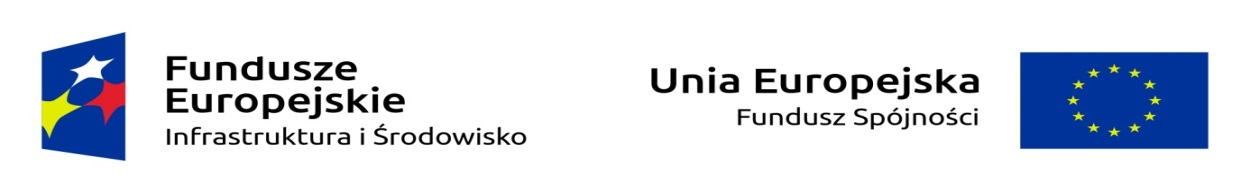 Fundusze
Europejskie
Infrastruktura i Środowisko
Unia Europejska
Fundusz Spójności